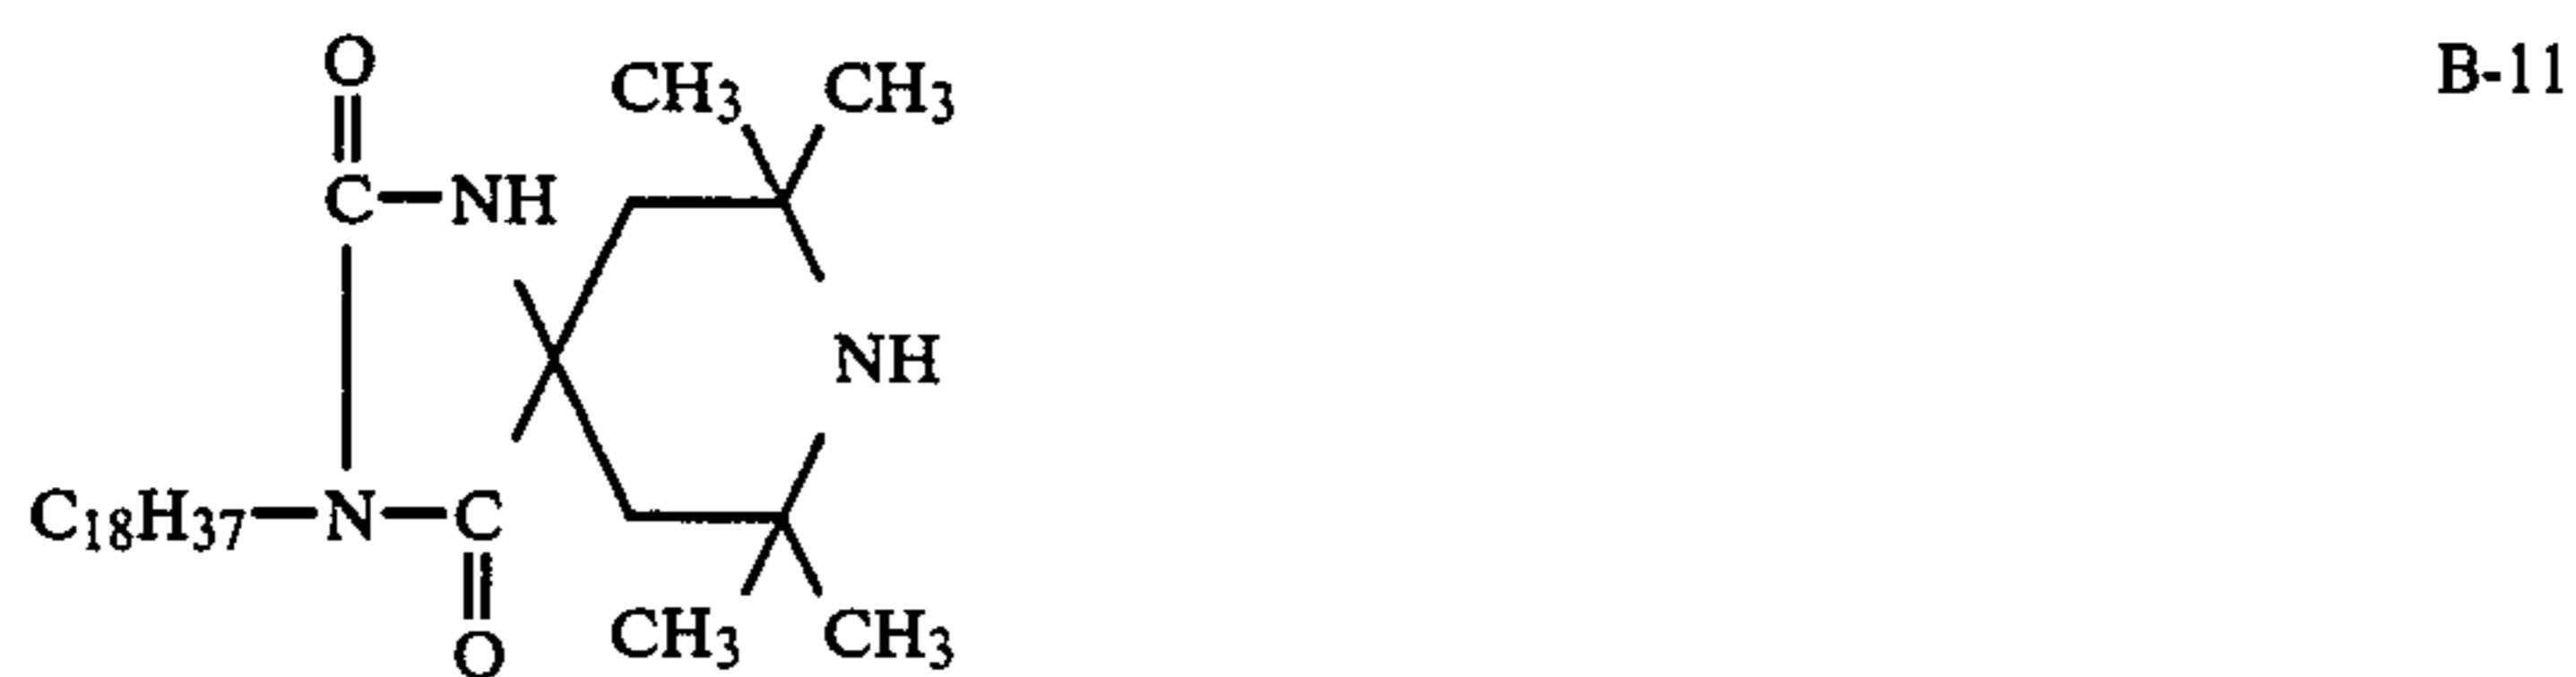 O CH₃ CH₃ B-11
C—NH
NH
C₁₈H₃₇—N—C
O CH₃ CH₃